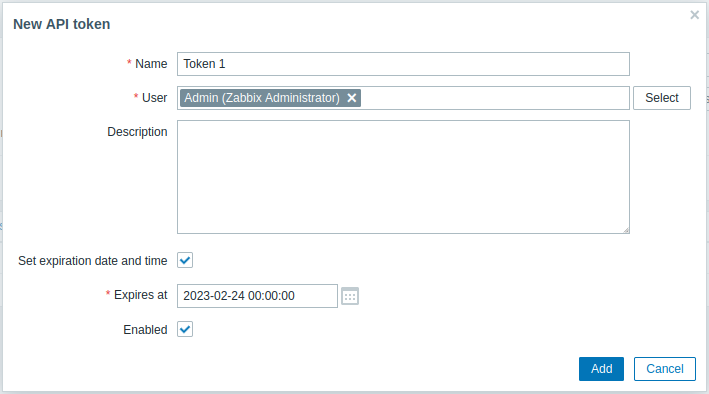 New API token
* Name Token 1
* User Admin (Zabbix Administrator) Select
Description
Set expiration date and time
* Expires at 2023-02-24 00:00:00
Enabled
Add Cancel